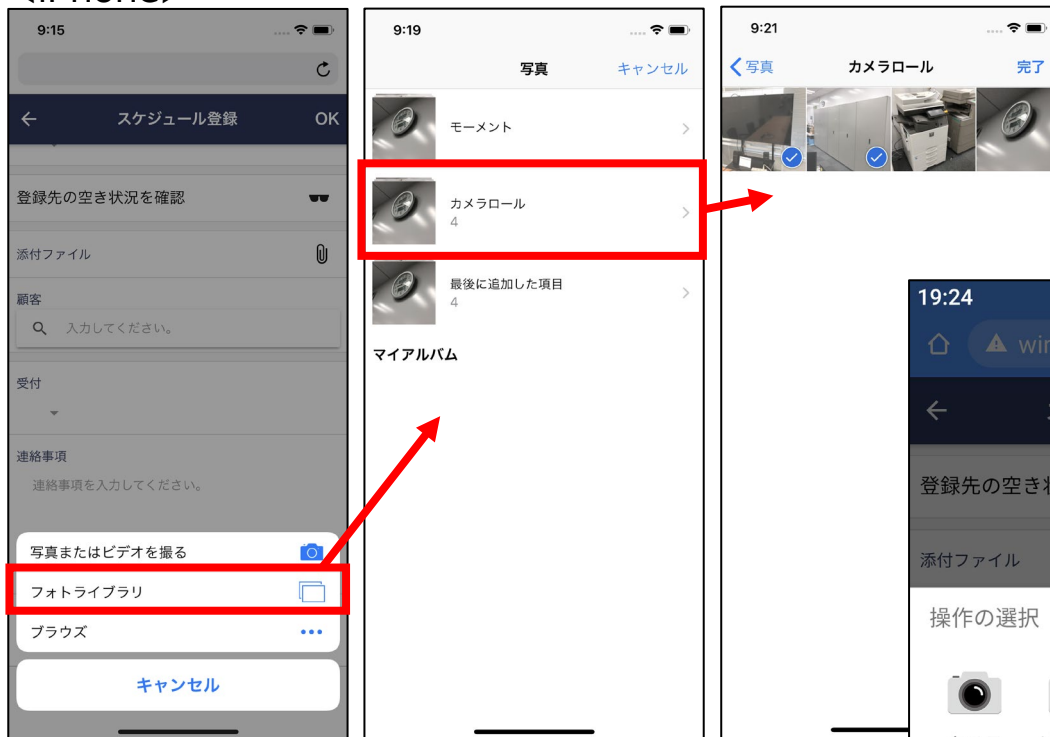 <iPhone>
9:15
スケジュール登録
OK
登録先の空き状況を確認
添付ファイル
顧客
入力してください。
受付
連絡事項
連絡事項を入力してください。
写真またはビデオを撮る
フォトライブラリ
ブラウズ
キャンセル
9:19
写真
キャンセル
モーメント
カメラロール
4
最後に追加した項目
4
マイアルバム
9:21
写真
カメラロール
完了
19:24
登録先の空き
添付ファイル
操作の選択